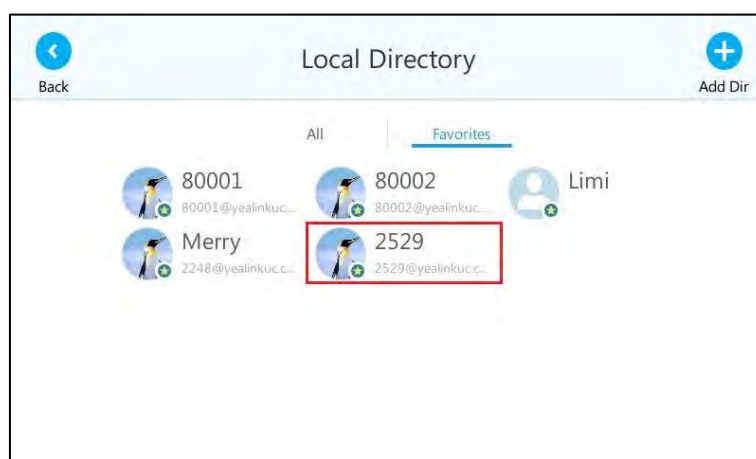 Local Directory
Back
Add Dir
All Favorites
80001 80002 Limi
80001@yealinkuc... 80002@yealinkuc...
Merry 2529
2248@yealinkuc.c... 2529@yealinkuc.c...